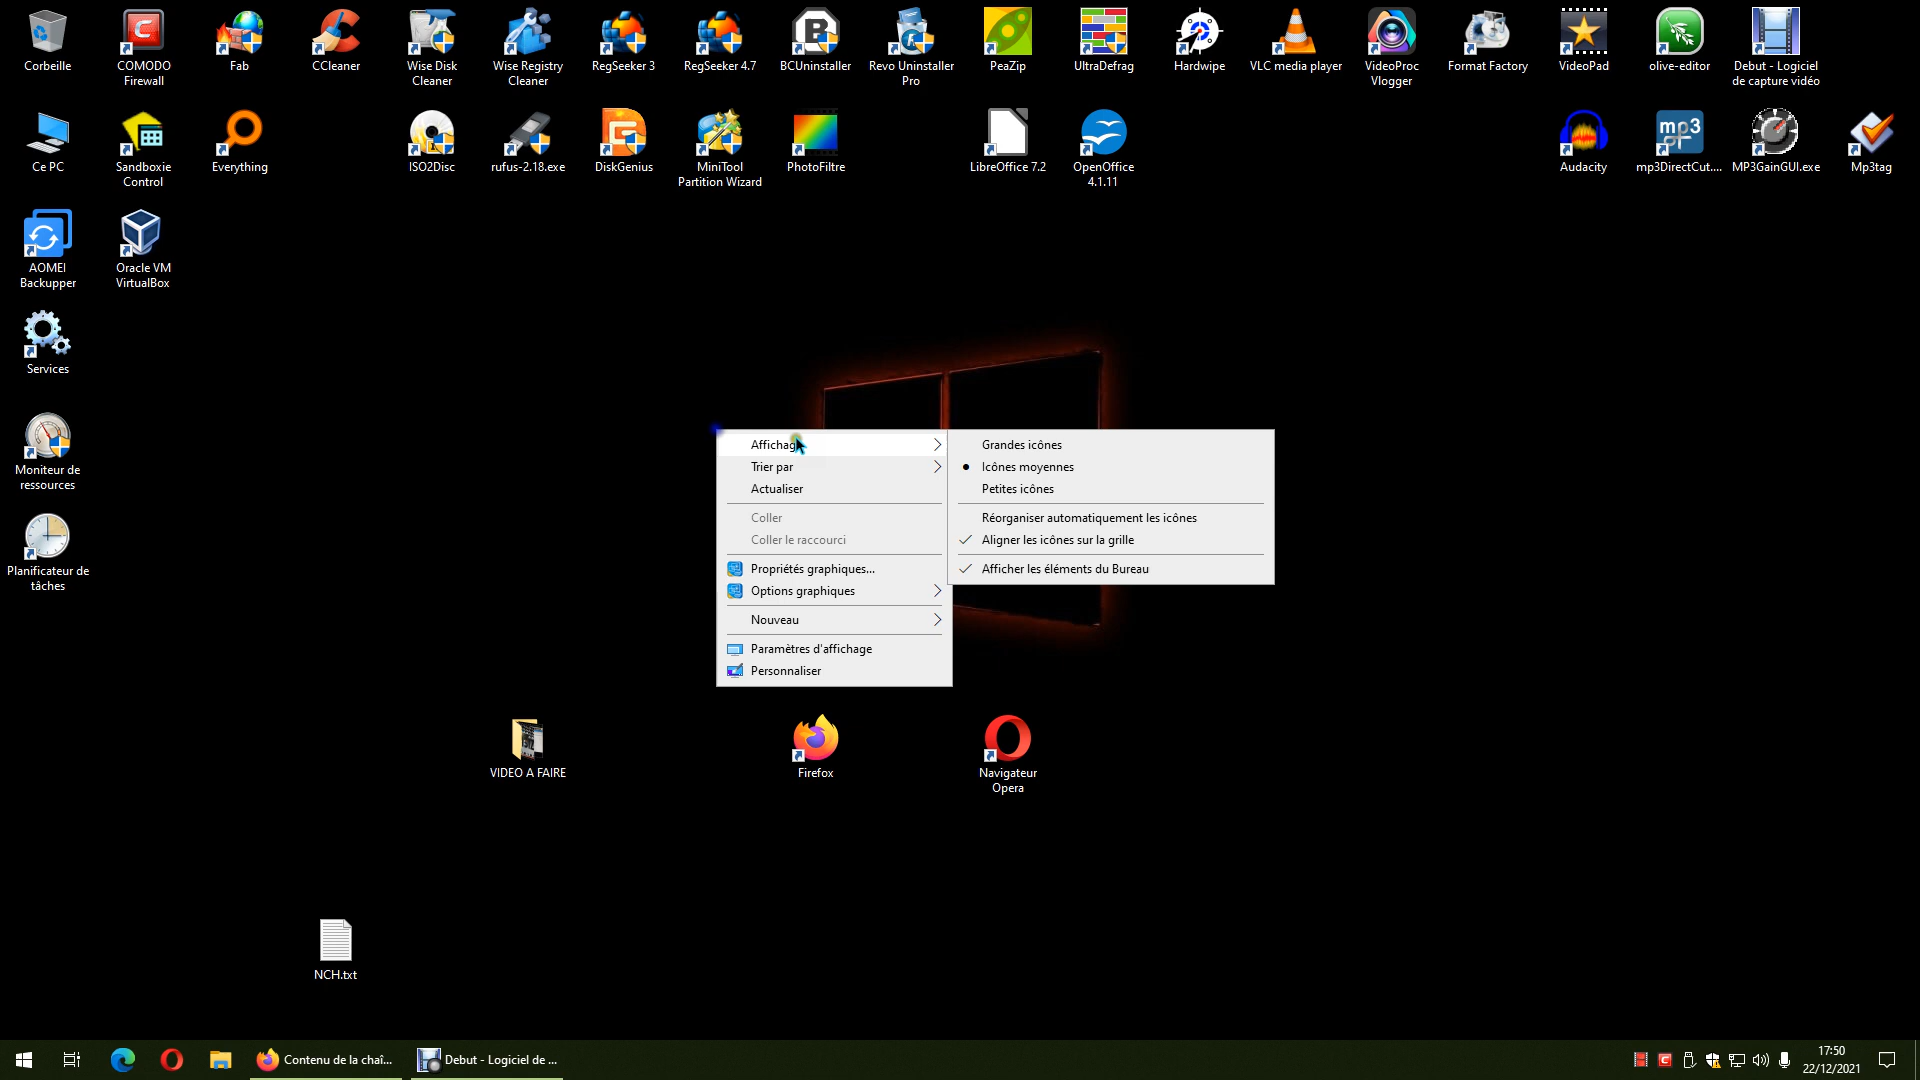 Corbeille
COMODO
Firewall
Fab
CCleaner
Wise Disk
Cleaner
Wise Registry
Cleaner
RegSeeker 3
RegSeeker 4.7
BCUninstaller
Revo Uninstaller
Pro
PeaZip
UltraDefrag
Hardwipe
VLC media player
VideoProc
Vlogger
Format Factory
VideoPad
olive-editor
Debut - Logiciel
de capture vidéo
Ce PC
Sandboxie
Control
Everything
ISO2Disc
rufus-2.18.exe
DiskGenius
MiniTool
Partition Wizard
PhotoFiltre
LibreOffice 7.2
OpenOffice
4.1.11
Audacity
mp3DirectCut....
MP3GainGUI.exe
Mp3tag
AOMEI
Backupper
Oracle VM
VirtualBox
Services
Moniteur de
ressources
Planificateur de
tâches
Affichage
Trier par
Actualiser
Coller
Coller le raccourci
Propriétés graphiques...
Options graphiques
Nouveau
Paramètres d'affichage
Personnaliser
Grandes icônes
Icônes moyennes
Petites icônes
Réorganiser automatiquement les icônes
Aligner les icônes sur la grille
Afficher les éléments du Bureau
VIDEO A FAIRE
Firefox
Navigateur
Opera
NCH.txt
Contenu de la chaî...
Debut - Logiciel de ...
17:50
22/12/2021